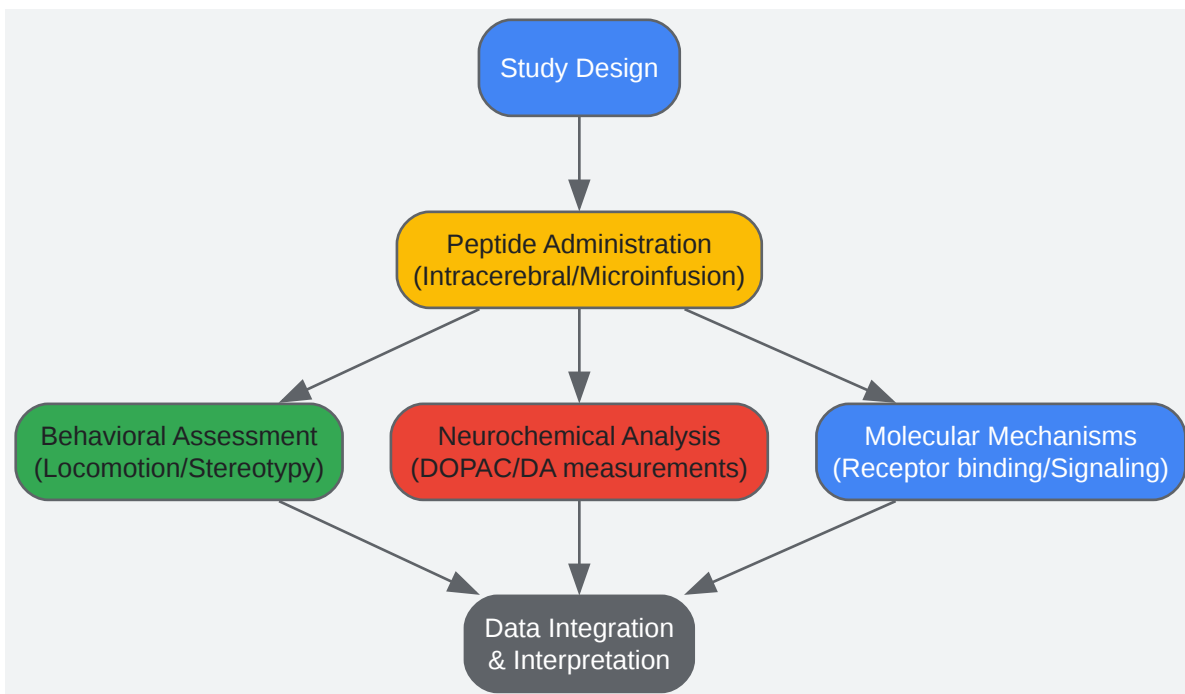 Study Design
Peptide Administration
(Intracerebral/Microinfusion)
Behavioral Assessment
(Locomotion/Stereotypy)
Neurochemical Analysis
(DOPAC/DA measurements)
Molecular Mechanisms
(Receptor binding/Signaling)
Data Integration
& Interpretation